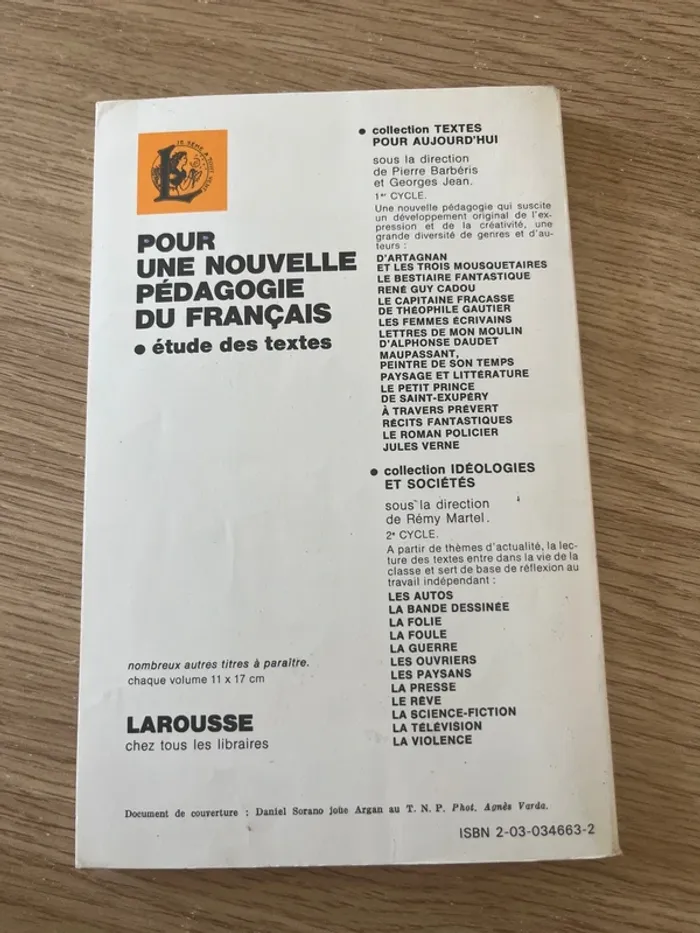 JE SÈME À TOUT VENT
POUR
UNE NOUVELLE
PÉDAGOGIE
DU FRANÇAIS
● étude des textes
nombreux autres titres à paraître.
chaque volume 11 x 17 cm
LAROUSSE
chez tous les libraires
● collection TEXTES
POUR AUJOURD'HUI
sous la direction
de Pierre Barbéris
et Georges Jean.
1er CYCLE.
Une nouvelle pédagogie qui suscite
un développement original de l'ex-
pression et de la créativité, une
grande diversité de genres et d'au-
teurs :
D'ARTAGNAN
ET LES TROIS MOUSQUETAIRES
LE BESTIAIRE FANTASTIQUE
RENÉ GUY CADOU
LE CAPITAINE FRACASSE
DE THÉOPHILE GAUTIER
LES FEMMES ÉCRIVAINS
LETTRES DE MON MOULIN
D'ALPHONSE DAUDET
MAUPASSANT,
PEINTRE DE SON TEMPS
PAYSAGE ET LITTÉRATURE
LE PETIT PRINCE
DE SAINT-EXUPÉRY
À TRAVERS PRÉVERT
RÉCITS FANTASTIQUES
LE ROMAN POLICIER
JULES VERNE
● collection IDÉOLOGIES
ET SOCIÉTÉS
sous la direction
de Rémy Martel.
2e CYCLE.
A partir de thèmes d'actualité, la lec-
ture des textes entre dans la vie de la
classe et sert de base de réflexion au
travail indépendant :
LES AUTOS
LA BANDE DESSINÉE
LA FOLIE
LA FOULE
LA GUERRE
LES OUVRIERS
LES PAYSANS
LA PRESSE
LE RÊVE
LA SCIENCE-FICTION
LA TÉLÉVISION
LA VIOLENCE
Document de couverture : Daniel Sorano joue Argan au T. N. P. Phot. Agnès Varda.
ISBN 2-03-034663-2